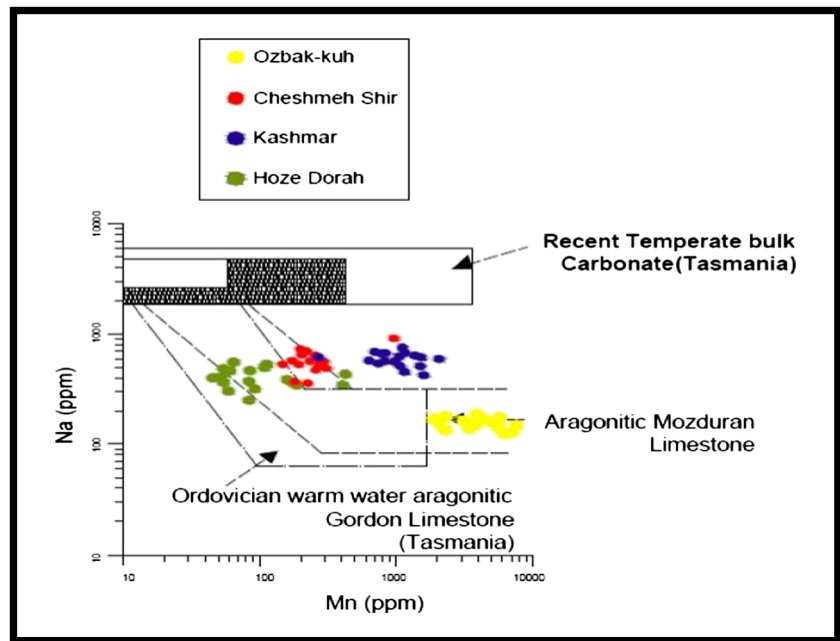 Ozbak-kuh
Cheshmeh Shir
Kashmar
Hoze Dorah
10000
Recent Temperate bulk
Carbonate(Tasmania)
1000
Na (ppm)
Aragonitic Mozduran
Limestone
100
Ordovician warm water aragonitic
Gordon Limestone
(Tasmania)
10
10
100
1000
10000
Mn (ppm)